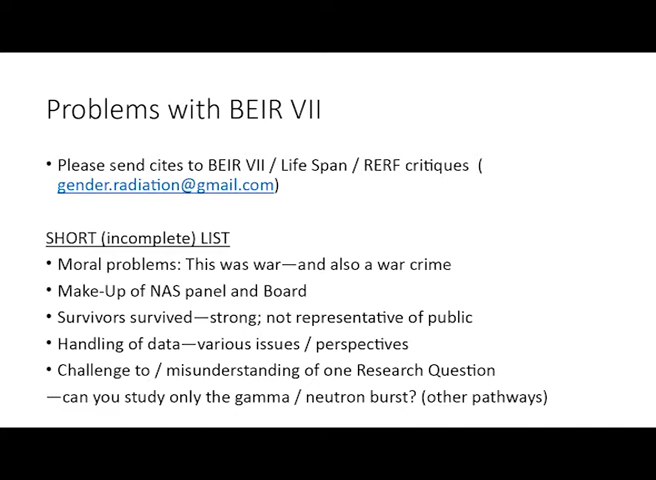 Problems with BEIR VII
• Please send cites to BEIR VII / Life Span / RERF critiques (
gender.radiation@gmail.com)
SHORT (incomplete) LIST
• Moral problems: This was war—and also a war crime
• Make-Up of NAS panel and Board
• Survivors survived—strong; not representative of public
• Handling of data—various issues / perspectives
• Challenge to / misunderstanding of one Research Question
—can you study only the gamma / neutron burst? (other pathways)